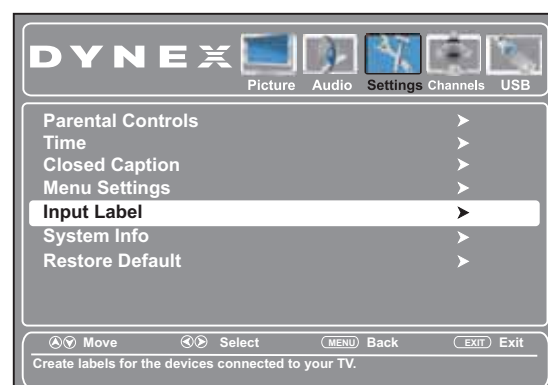 DYNEX
Picture Audio Settings Channels USB
Parental Controls
Time
Closed Caption
Menu Settings
Input Label
System Info
Restore Default
Move Select MENU Back EXIT Exit
Create labels for the devices connected to your TV.